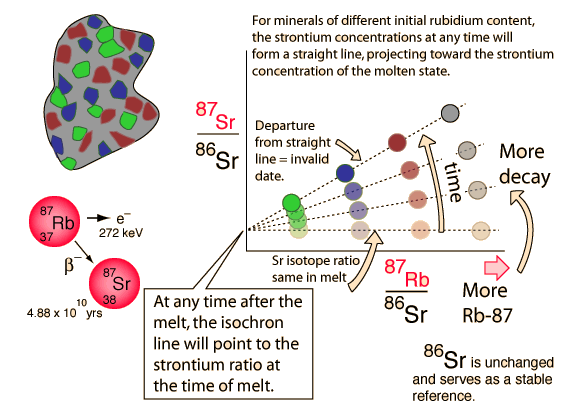 For minerals of different initial rubidium content,
the strontium concentrations at any time will
form a straight line, projecting toward the strontium
concentration of the molten state.
87Sr
86Sr
Departure
from straight
line = invalid
date.
time
More
decay
87
Rb
37
e−
272 keV
β−
87
Sr
38
4.88 x 10^10 yrs
Sr isotope ratio
same in melt
87Rb
86Sr
More
Rb-87
At any time after the
melt, the isochron
line will point to the
strontium ratio at
the time of melt.
86Sr is unchanged
and serves as a stable
reference.